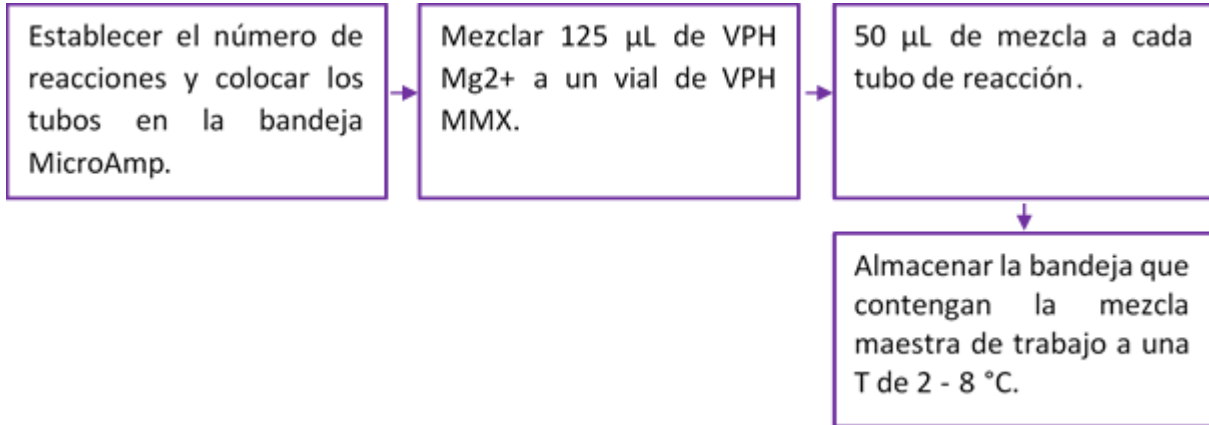 Establecer el número de
reacciones y colocar los
tubos en la bandeja
MicroAmp.
Mezclar 125 µL de VPH
Mg2+ a un vial de VPH
MMX.
50 µL de mezcla a cada
tubo de reacción.
Almacenar la bandeja que
contengan la mezcla
maestra de trabajo a una
T de 2 - 8 °C.